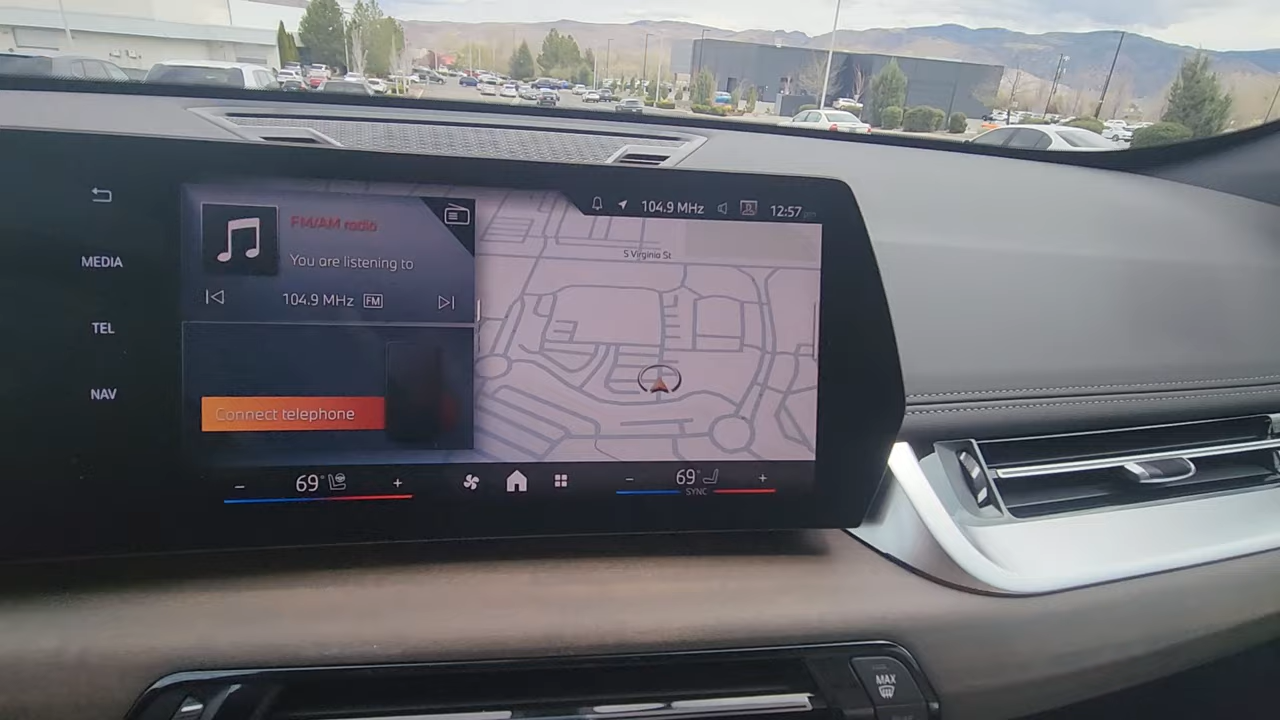 104.9 MHz
12:57 pm
MEDIA
TEL
NAV
FM/AM radio
You are listening to
104.9 MHz FM
S Virginia St
Connect telephone
- 69° +
- 69° +
SYNC
MAX